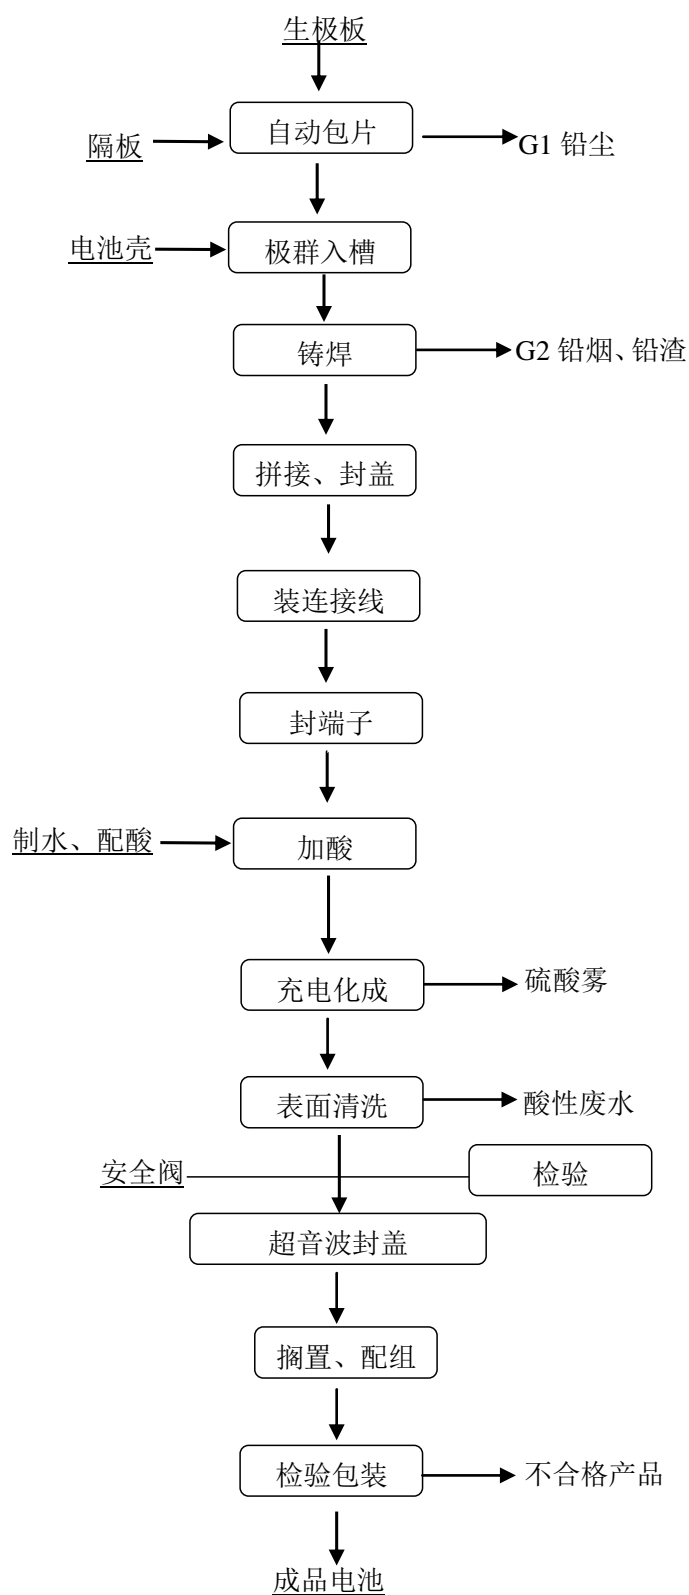 生极板
自动包片
隔板
G1 铅尘
电池壳
极群入槽
铸焊
G2 铅烟、铅渣
拼接、封盖
装连接线
封端子
制水、配酸
加酸
充电化成
硫酸雾
表面清洗
酸性废水
安全阀
检验
超音波封盖
搁置、配组
检验包装
不合格产品
成品电池